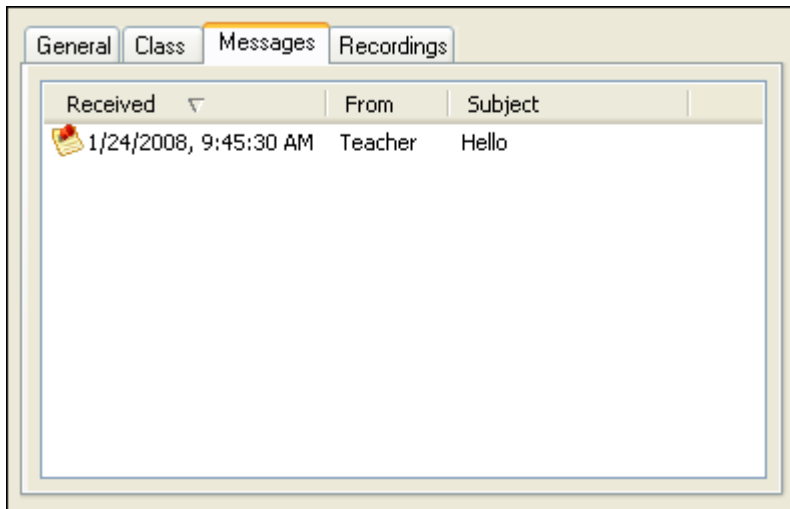 General Class Messages Recordings
Received From Subject
1/24/2008, 9:45:30 AM Teacher Hello